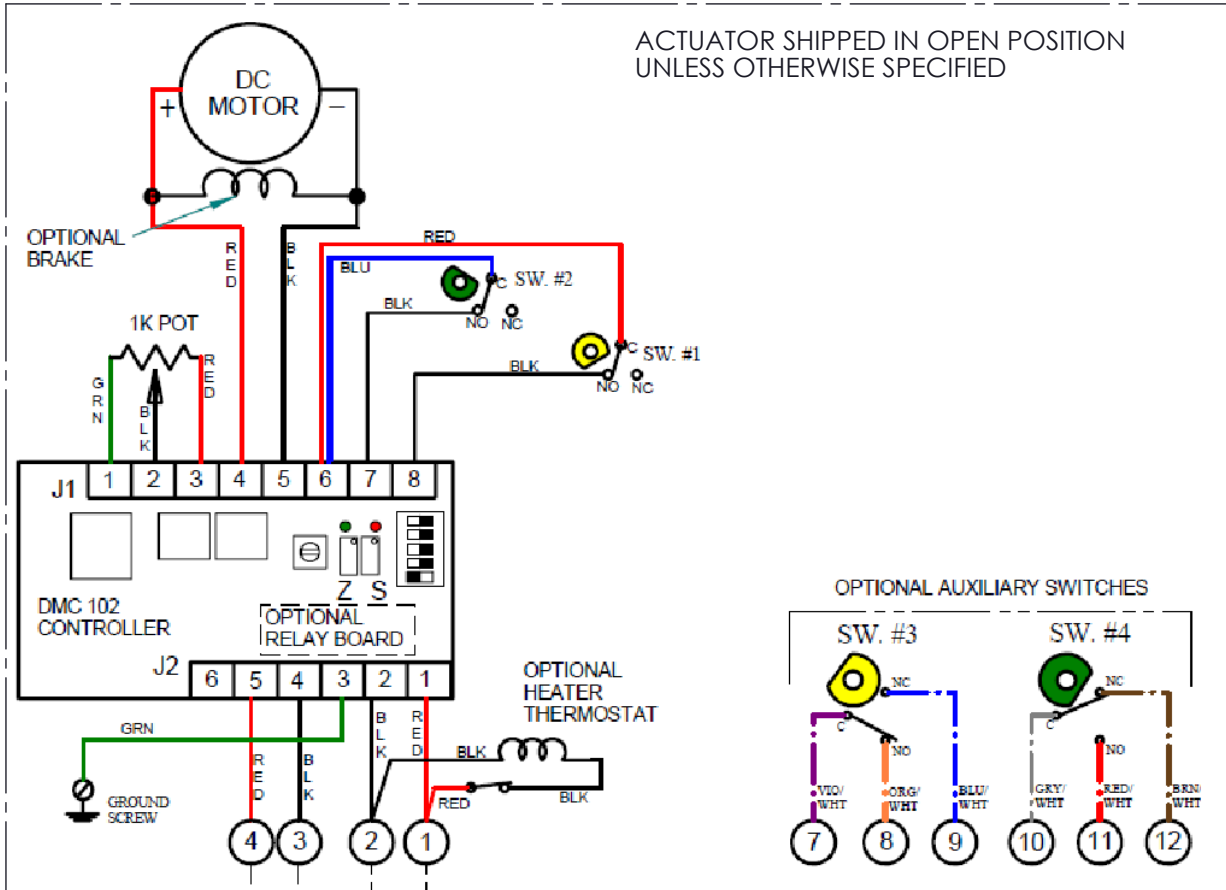 ACTUATOR SHIPPED IN OPEN POSITION
UNLESS OTHERWISE SPECIFIED
DC
MOTOR
+
−
OPTIONAL
BRAKE
RED
BLK
RED
BLU
C
SW. #2
BLK
NO
NC
C
SW. #1
BLK
NO
NC
1K POT
GRN
BLK
RED
J1
1 2 3 4 5 6 7 8
Z S
DMC 102
CONTROLLER
OPTIONAL
RELAY BOARD
J2
6 5 4 3 2 1
OPTIONAL
HEATER
THERMOSTAT
GRN
RED
BLK
BLK
RED
BLK
RED
BLK
GROUND
SCREW
4 3 2 1
OPTIONAL AUXILIARY SWITCHES
SW. #3
NC
C
NO
VIO/
WHT
ORG/
WHT
BLU/
WHT
7 8 9
SW. #4
NC
C
NO
GRY/
WHT
RED/
WHT
BRN/
WHT
10 11 12